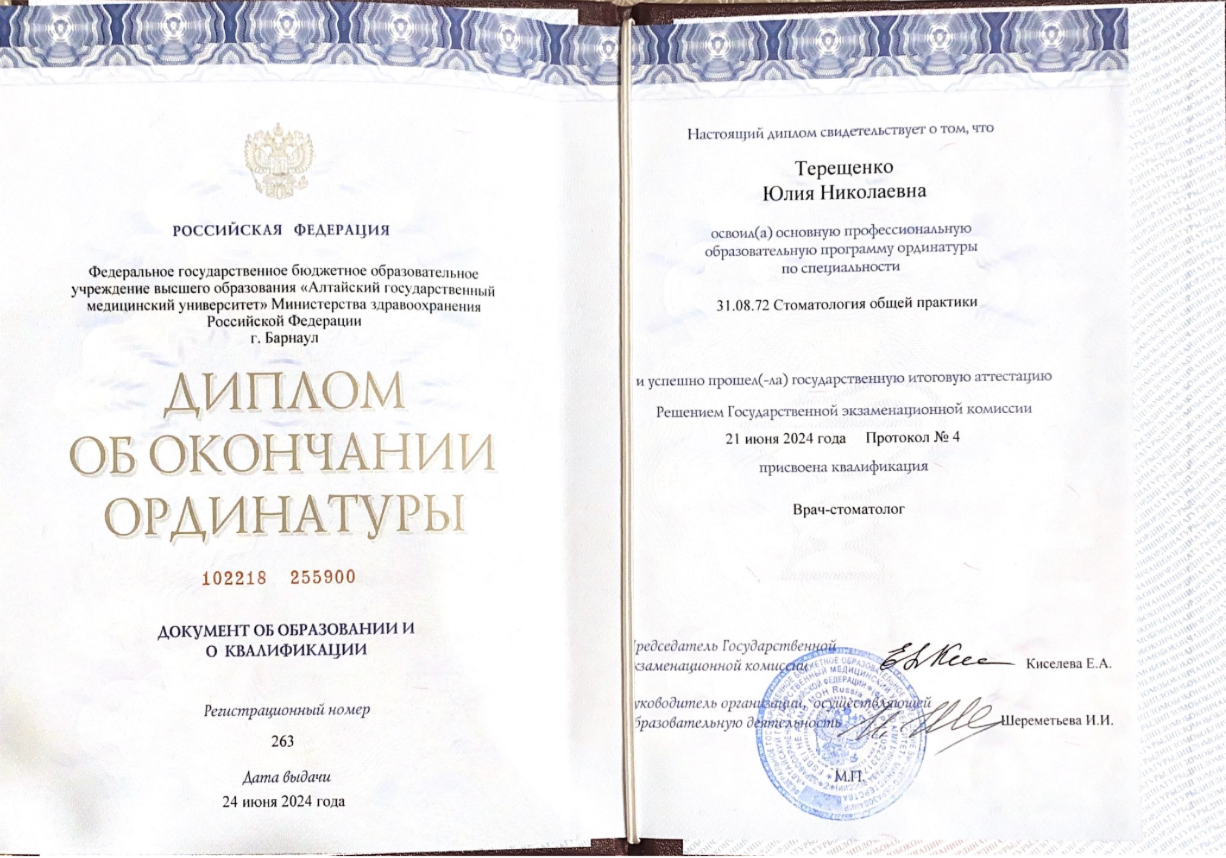 РОССИЙСКАЯ ФЕДЕРАЦИЯ
Федеральное государственное бюджетное образовательное
учреждение высшего образования «Алтайский государственный
медицинский университет» Министерства здравоохранения
Российской Федерации
г. Барнаул
ДИПЛОМ
ОБ ОКОНЧАНИИ
ОРДИНАТУРЫ
102218 255900
ДОКУМЕНТ ОБ ОБРАЗОВАНИИ И
О КВАЛИФИКАЦИИ
Регистрационный номер
263
Дата выдачи
24 июня 2024 года
Настоящий диплом свидетельствует о том, что
Терещенко
Юлия Николаевна
освоил(а) основную профессиональную
образовательную программу ординатуры
по специальности
31.08.72 Стоматология общей практики
и успешно прошел(-ла) государственную итоговую аттестацию
Решением Государственной экзаменационной комиссии
21 июня 2024 года Протокол № 4
присвоена квалификация
Врач-стоматолог
редседатель Государственной
кзаменационной комиссии
Киселева Е.А.
уководитель организации, осуществляющей
бразовательную деятельность
Шереметьева И.И.
М.П.